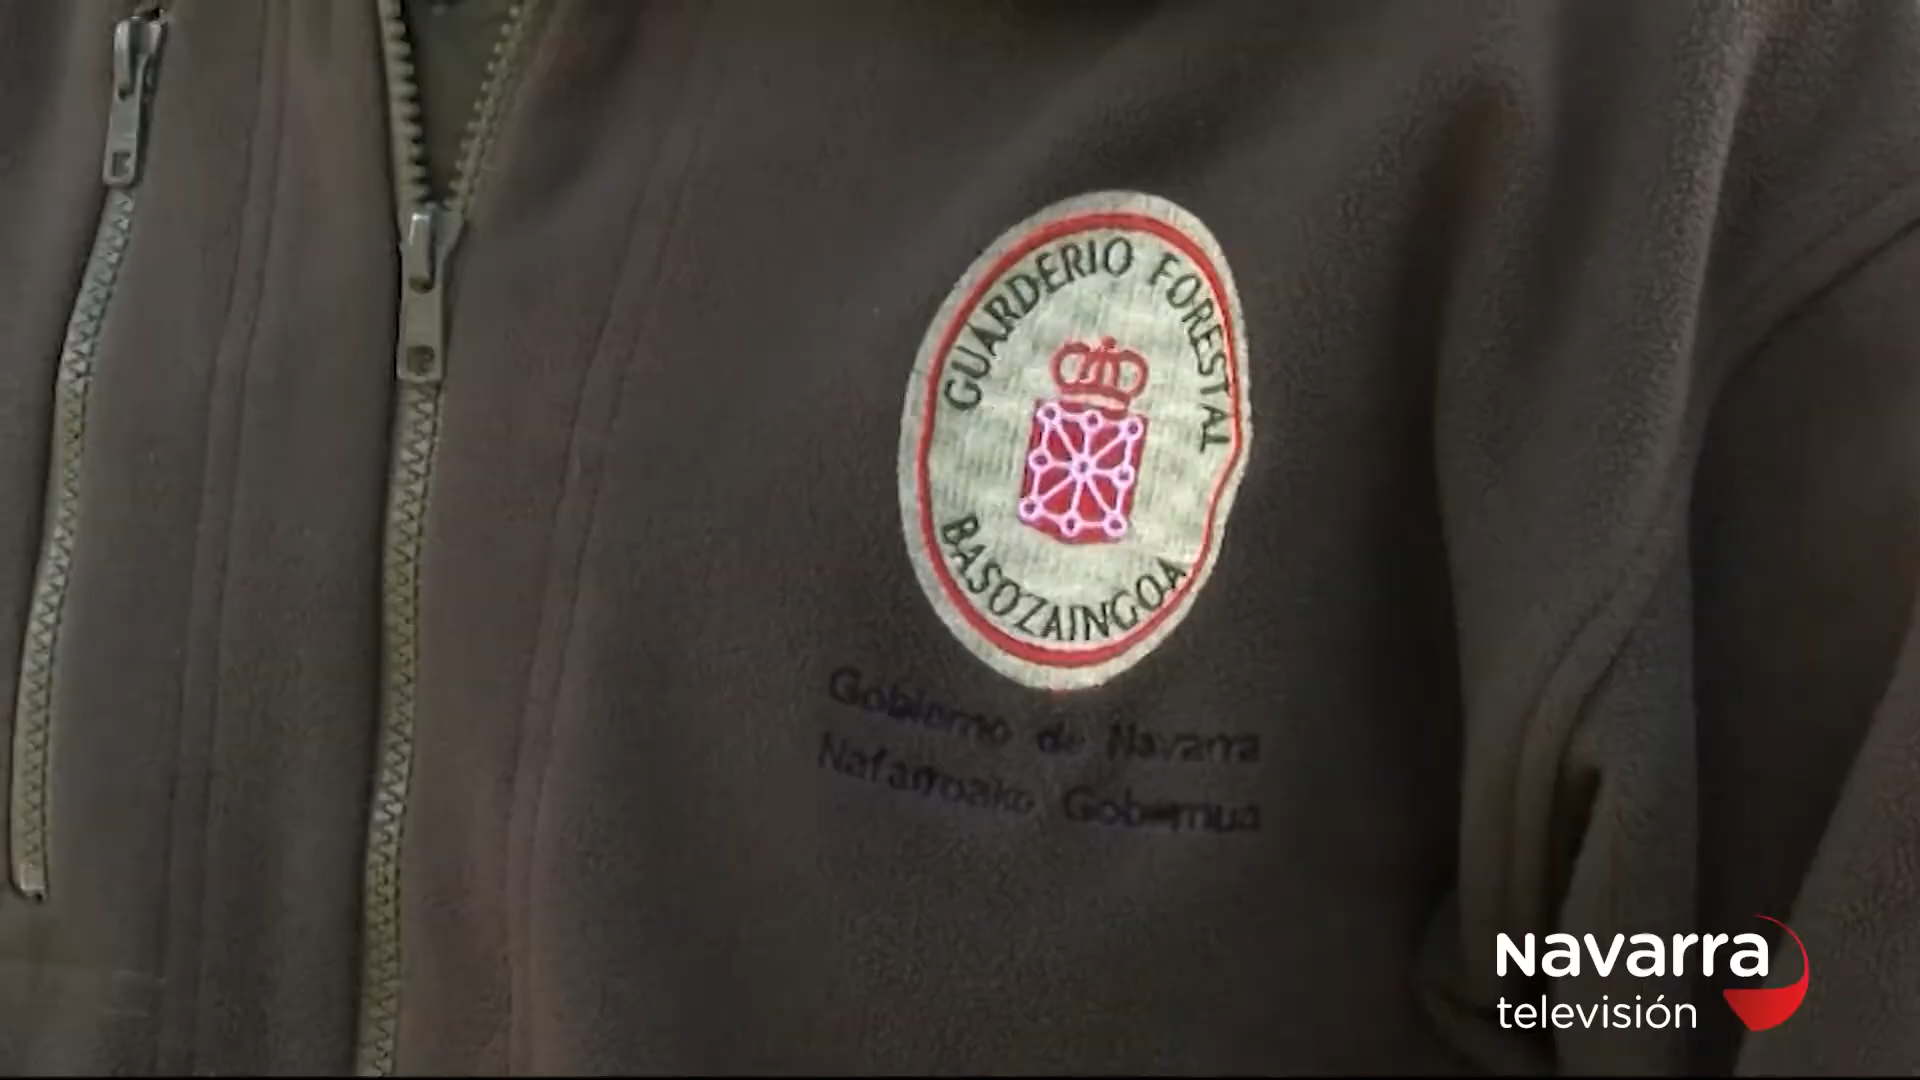 GUARDERIO FORESTAL
BASOZAINGOA
Gobierno de Navarra
Nafarroako Gobernua
Navarra
televisión